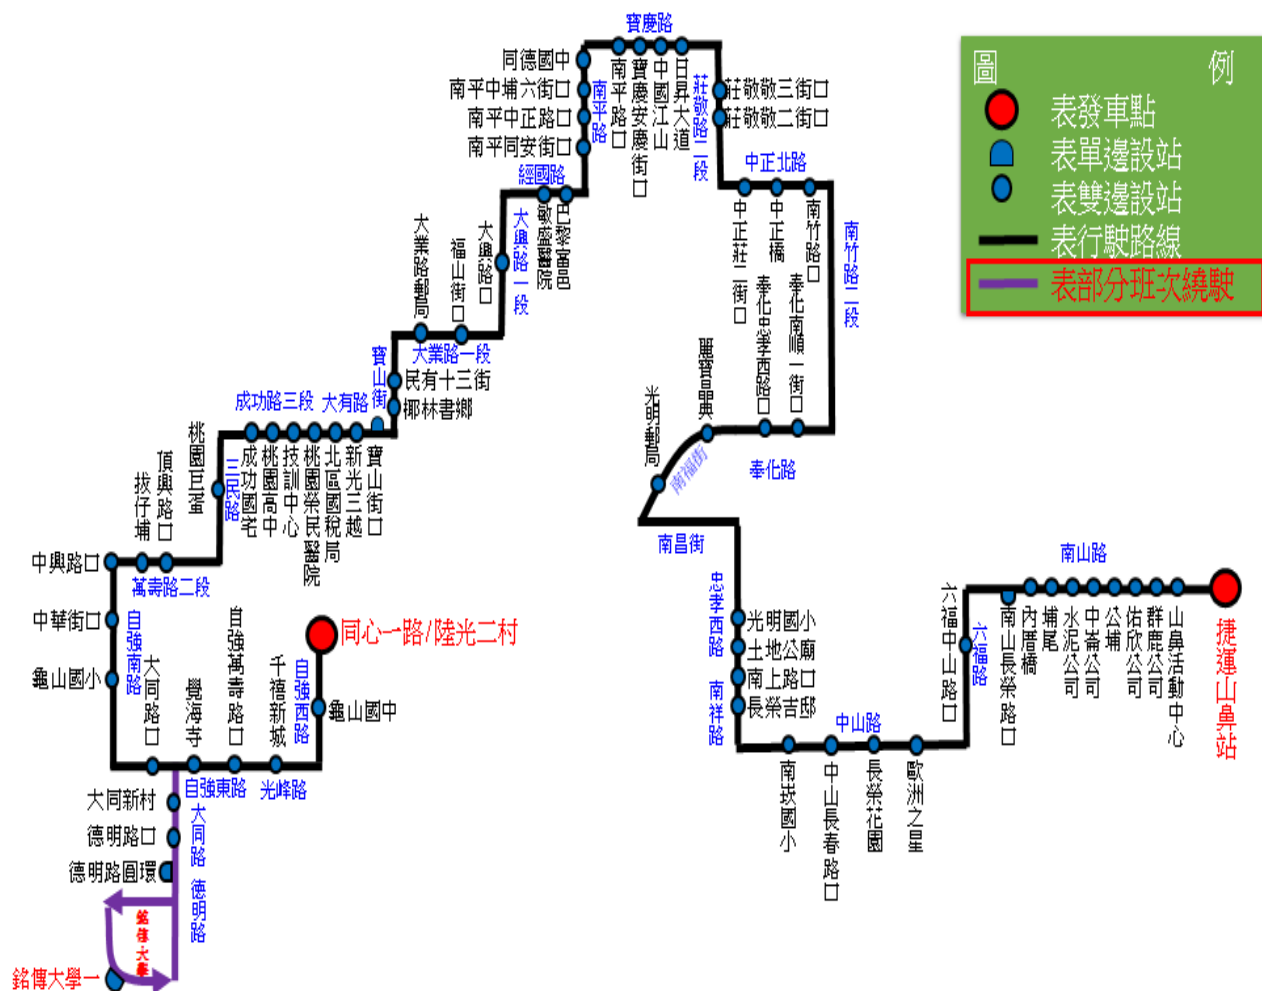 寶慶路
同德國中
南平中埔六街口
南平中正路口
南平同安街口
南平路
南平路口
寶慶安慶街口
中國江山
日昇大道
莊敬路二段
莊敬敬三街口
莊敬敬二街口
中正北路
中正莊二街口
中正橋
南竹路口
南竹路二段
經國路
敏盛醫院
巴黎富邑
大興路一段
大興路口
福山街口
大業路郵局
大業路一段
寶山街
民有十三街
椰林書鄉
成功路三段
大有路
成功國宅
桃園高中
技訓中心
桃園榮民醫院
北區國稅局
新光三越
寶山街口
三民路
桃園巨蛋
頂興路口
拔仔埔
萬壽路二段
中興路口
中華街口
龜山國小
自強南路
大同路口
覺海寺
自強萬壽路口
千禧新城
自強東路
光峰路
自強西路
龜山國中
同心一路/陸光二村
大同新村
德明路口
德明路圓環
大同路
德明路
銘傳大學
銘傳大學一
奉化忠孝西路口
奉化南順一街口
奉化路
麗寶晶典
光明郵局
南福街
南昌街
忠孝西路
光明國小
土地公廟
南上路口
長榮吉邸
南祥路
中山路
南崁國小
中山長春路口
長榮花園
歐洲之星
六福中山路口
六福路
南山路
南山長榮路口
內厝橋
埔尾
水泥公司
中崙公司
公埔
佑欣公司
群鹿公司
山鼻活動中心
捷運山鼻站
圖例
表發車點
表單邊設站
表雙邊設站
表行駛路線
表部分班次繞駛